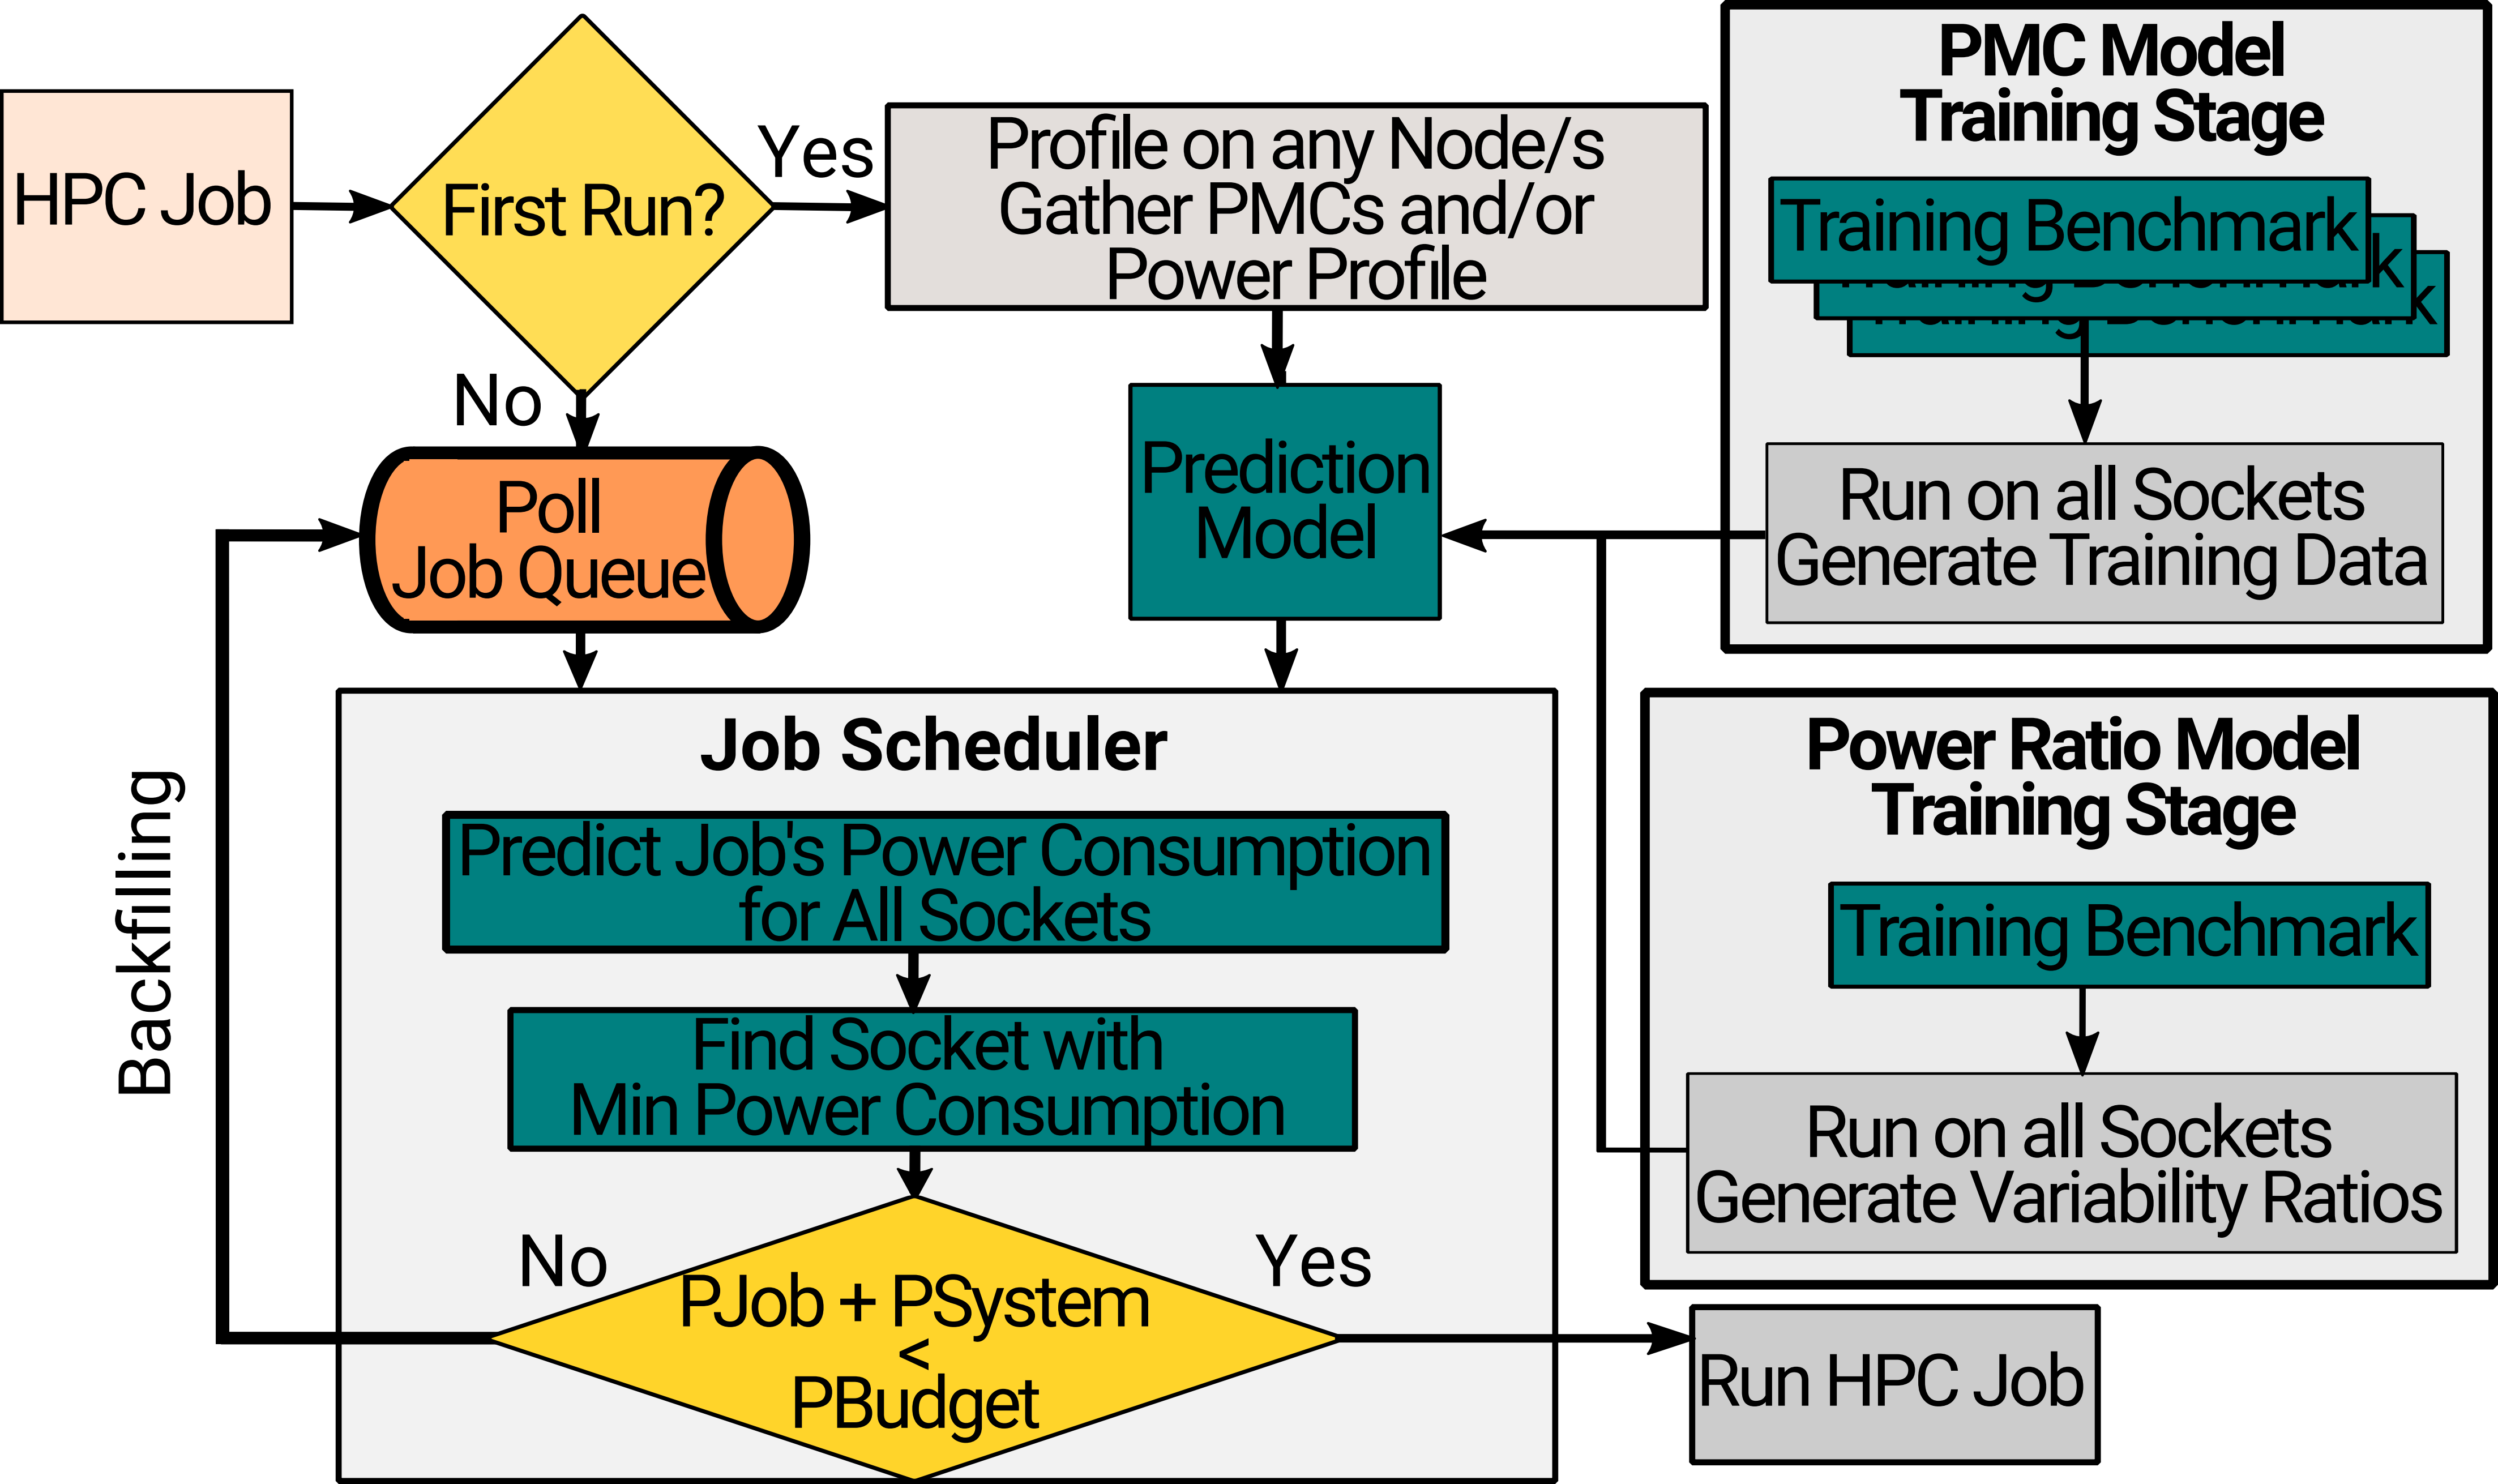 HPC Job
First Run?
Yes
No
Profile on any Node/s
Gather PMCs and/or
Power Profile
PMC Model
Training Stage
Training Benchmark
k
k
Run on all Sockets
Generate Training Data
Prediction
Model
Poll
Job Queue
Backfilling
Job Scheduler
Predict Job's Power Consumption
for All Sockets
Find Socket with
Min Power Consumption
No
Yes
PJob + PSystem
<
PBudget
Power Ratio Model
Training Stage
Training Benchmark
Run on all Sockets
Generate Variability Ratios
Run HPC Job